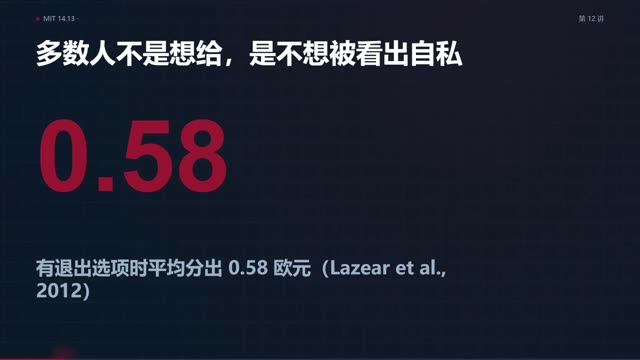 MIT 14.13 ·
第 12 讲
多数人不是想给，是不想被看出自私
0.58
有退出选项时平均分出 0.58 欧元（Lazear et al.,
2012）